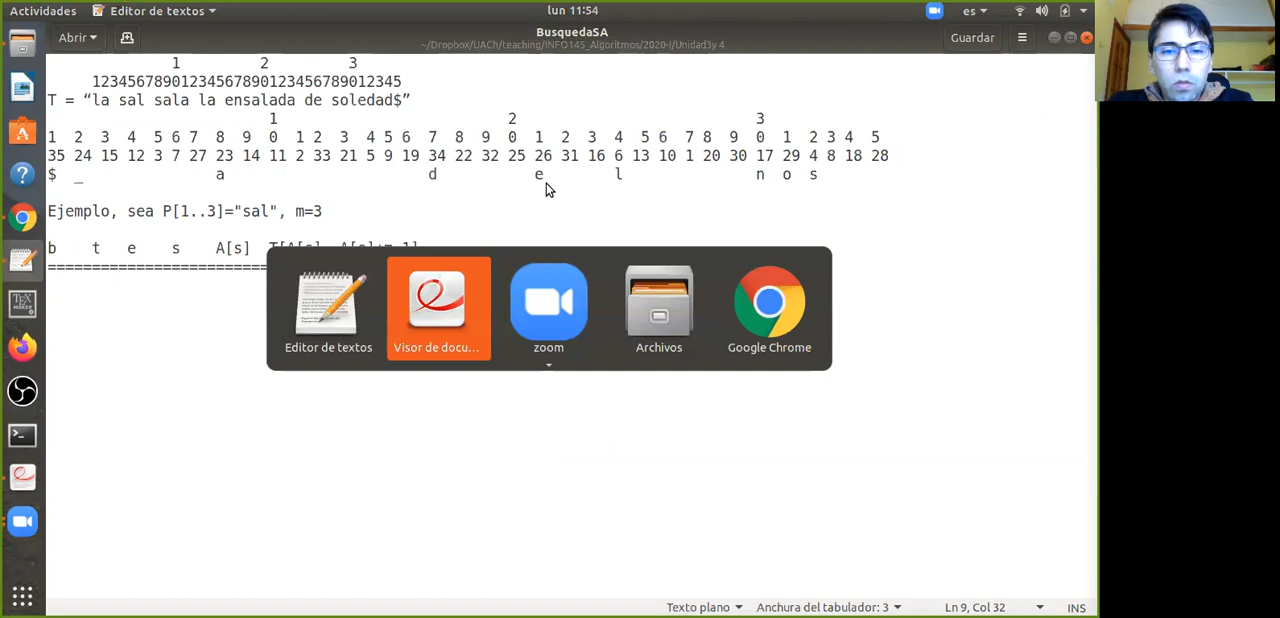 Actividades Editor de textos lun 11:54 es
Abrir BusquedaSA Guardar
~/Dropbox/UACh/teaching/INFO145_Algoritmos/2020-I/Unidad3y 4
1 2 3
12345678901234567890123456789012345
T = “la sal sala la ensalada de soledad$”
1 2 3
1 2 3 4 5 6 7 8 9 0 1 2 3 4 5 6 7 8 9 0 1 2 3 4 5 6 7 8 9 0 1 2 3 4 5
35 24 15 12 3 7 27 23 14 11 2 33 21 5 9 19 34 22 32 25 26 31 16 6 13 10 1 20 30 17 29 4 8 18 28
$ _ a d e l n o s
Ejemplo, sea P[1..3]="sal", m=3
b t e s A[s] T[A[s]..A[s]+m-1]
==========================
Editor de textos Visor de docu... zoom Archivos Google Chrome
Texto plano Anchura del tabulador: 3 Ln 9, Col 32 INS